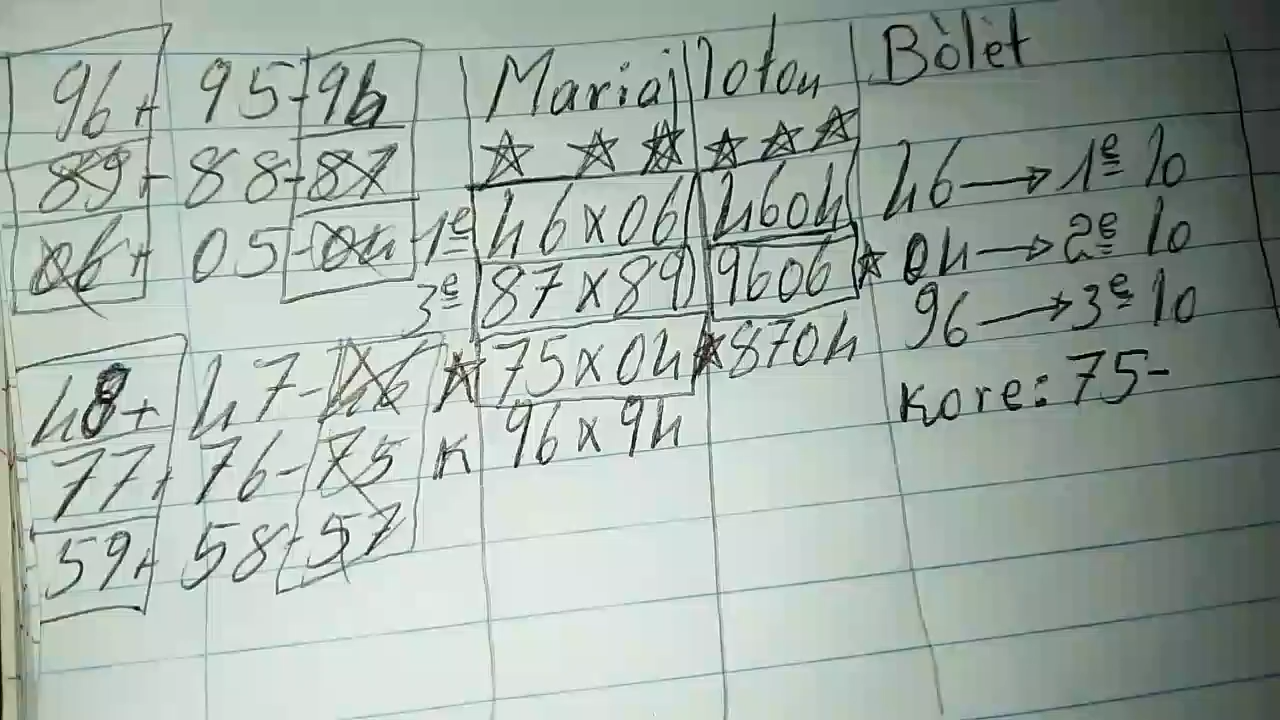 96+ 95-96 Mariaj loto4 Bòlèt
☆ ☆ ☆ ☆ ☆ ☆
89+ 88-87 46 → 1e lo
06+ 05-04 1e 46x06 4604
3e 87x89 9606 ☆ 04 → 2e lo
96 → 3e lo
48+ 47-46 ☆ 75x04 ☆ 8704
Kore: 75-
77+ 76-75 K 96x94
59+ 58-57